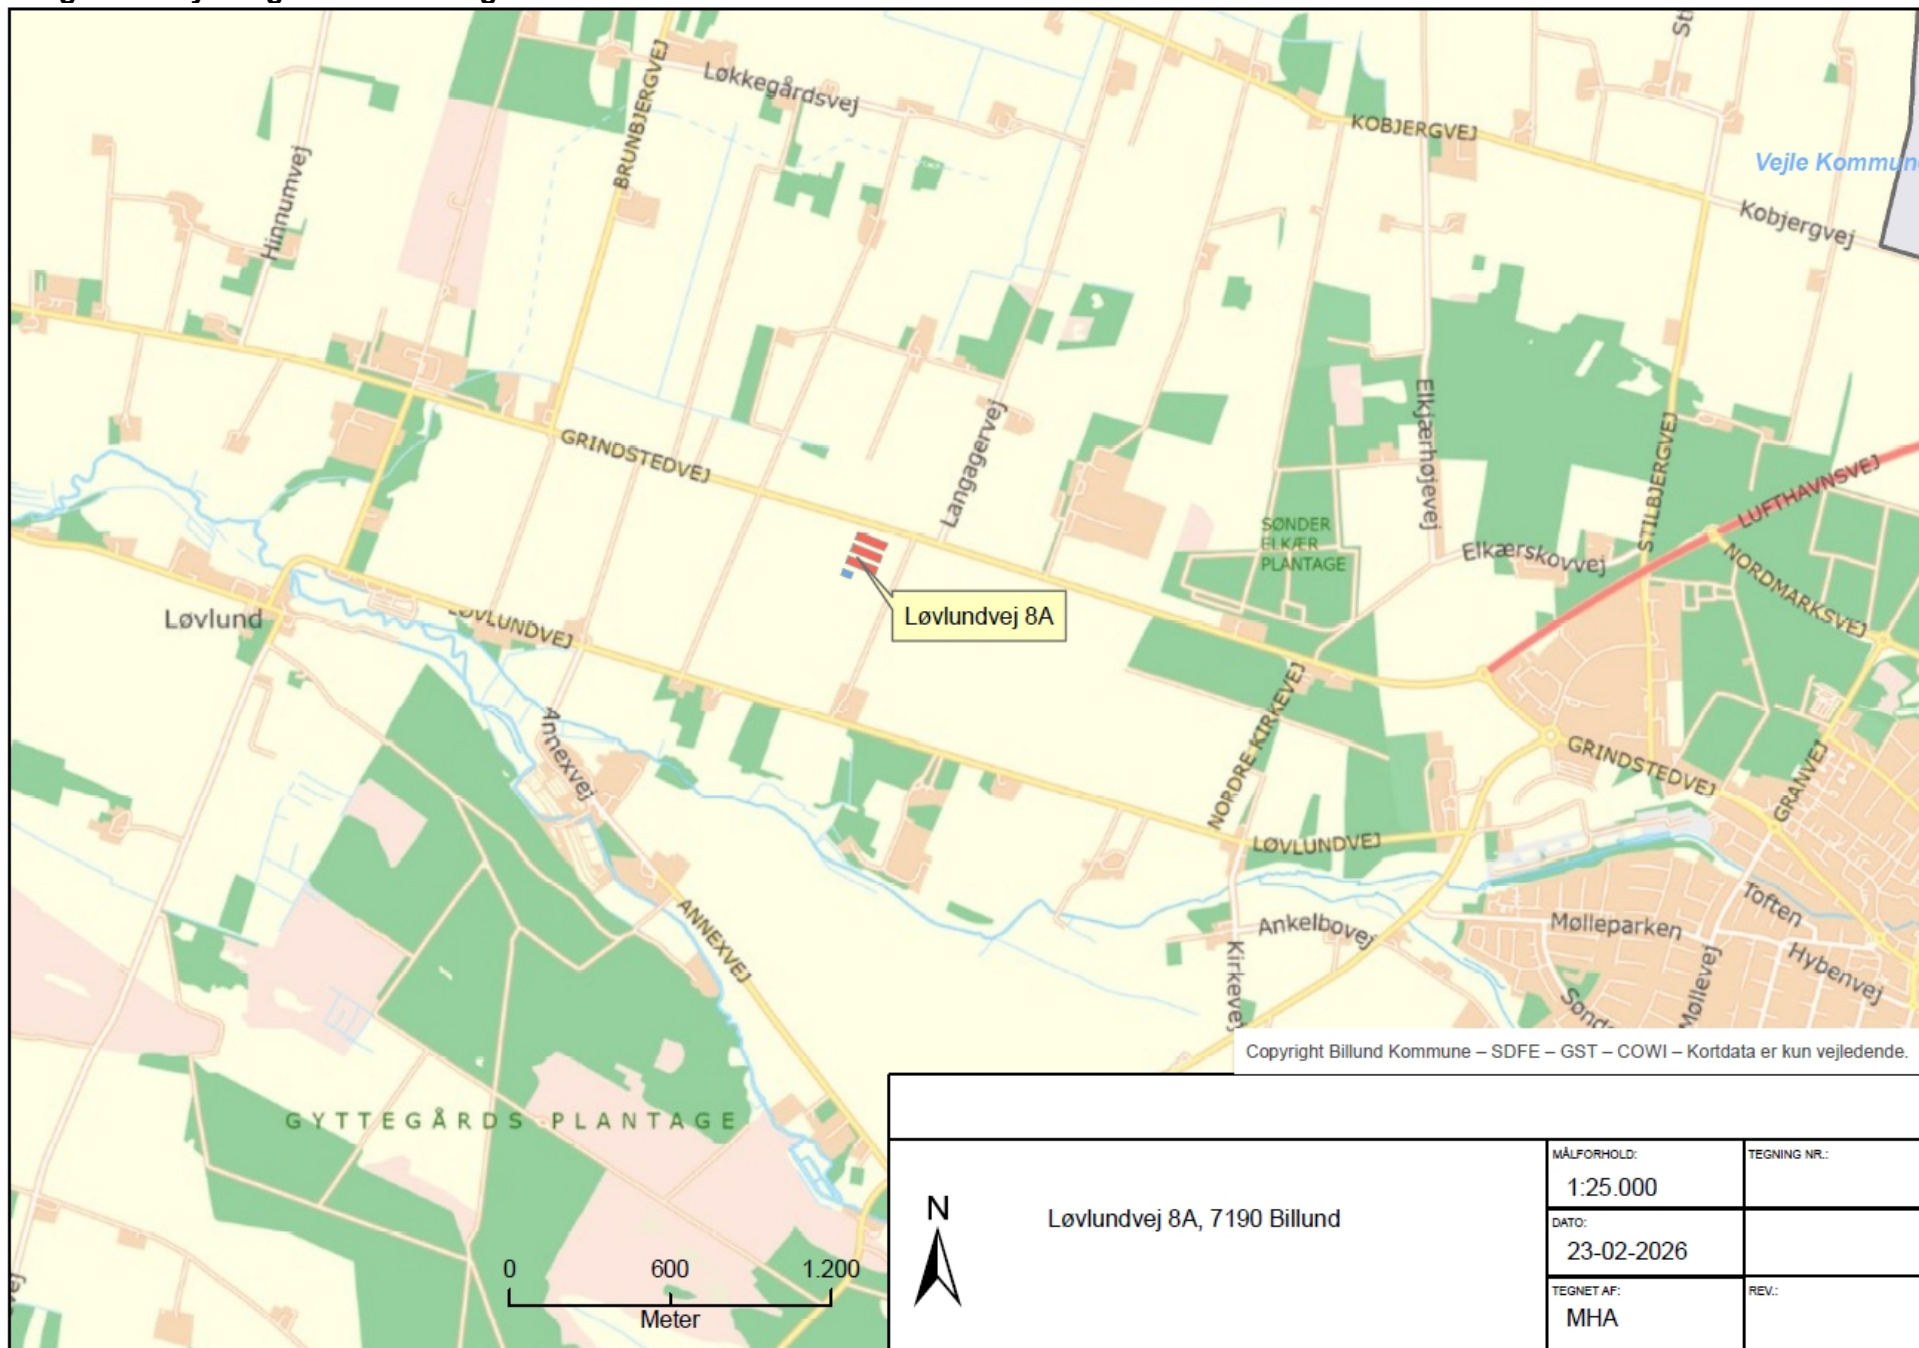 Løkkegårdsvej
BRUNBJERGVEJ
Hinnumvej
KOBJERGVEJ
Vejle Kommun
Kobjergvej
GRINDSTEDVEJ
Langagervej
Elkjærhøjevej
STILBJERGVEJ
LUFTHAVNSVEJ
SØNDER
ELKÆR
PLANTAGE
Elkærskovvej
NORDMARKSVEJ
Løvlundvej 8A
Løvlund
LØVLUNDVEJ
Annexvej
NORDRE KIRKEVEJ
GRINDSTEDVEJ
GRANVEJ
LØVLUNDVEJ
ANNEXVEJ
Ankelbovej
Kirkevej
Mølleparken
Toften
Hybenvej
Møllevej
Copyright Billund Kommune – SDFE – GST – COWI – Kortdata er kun vejledende.
GYTTEGÅRDS PLANTAGE
0 600 1.200
Meter
N
Løvlundvej 8A, 7190 Billund
MÅLFORHOLD:
1:25.000
TEGNING NR.:
DATO:
23-02-2026
TEGNET AF:
MHA
REV.: